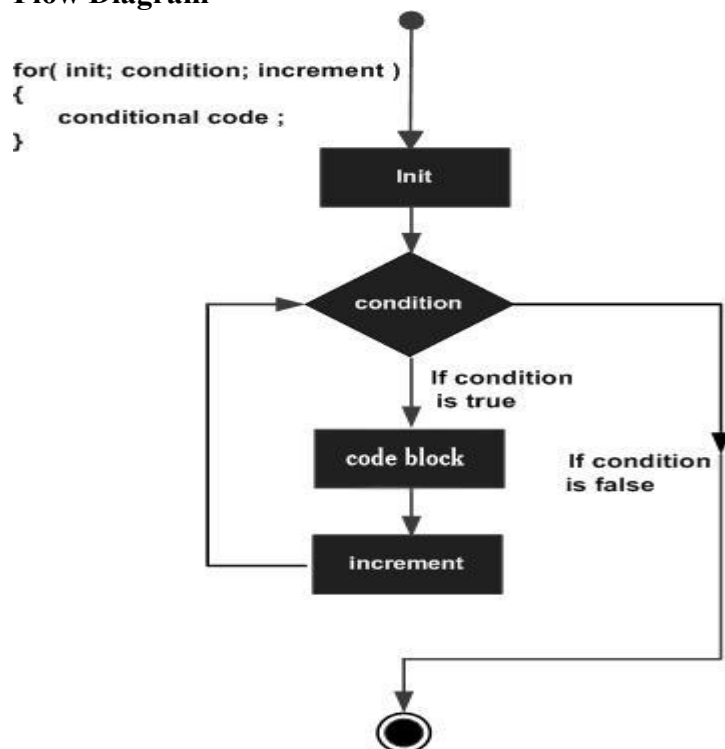 Flow Diagram
for( init; condition; increment )
{
conditional code ;
}
Init
condition
If condition
is true
code block
If condition
is false
increment